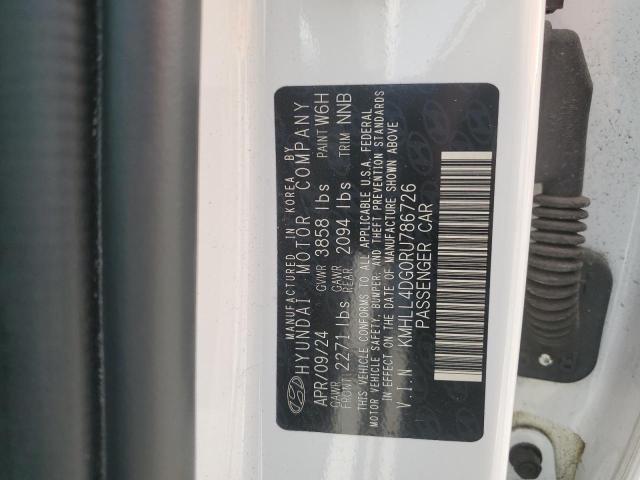 MANUFACTURED IN KOREA BY
HYUNDAI MOTOR COMPANY
APR/09/24 GVWR 3858 lbs PAINT W6H
GAWR FRONT 2271 lbs GAWR REAR 2094 lbs TRIM NNB
THIS VEHICLE CONFORMS TO ALL APPLICABLE U.S.A. FEDERAL
MOTOR VEHICLE SAFETY, BUMPER, AND THEFT PREVENTION STANDARDS
IN EFFECT ON THE DATE OF MANUFACTURE SHOWN ABOVE
V.I.N KMHLL4DG0RU786726
PASSENGER CAR